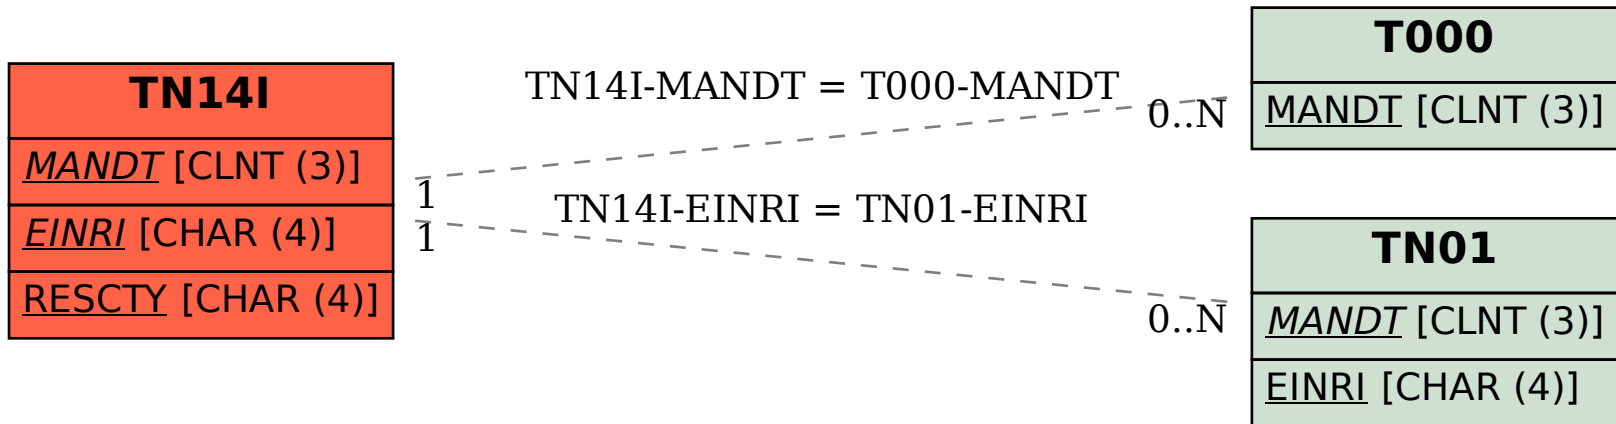 TN14I
MANDT [CLNT (3)]
EINRI [CHAR (4)]
RESCTY [CHAR (4)]
TN14I-MANDT = T000-MANDT
0..N
1
TN14I-EINRI = TN01-EINRI
1
0..N
T000
MANDT [CLNT (3)]
TN01
MANDT [CLNT (3)]
EINRI [CHAR (4)]